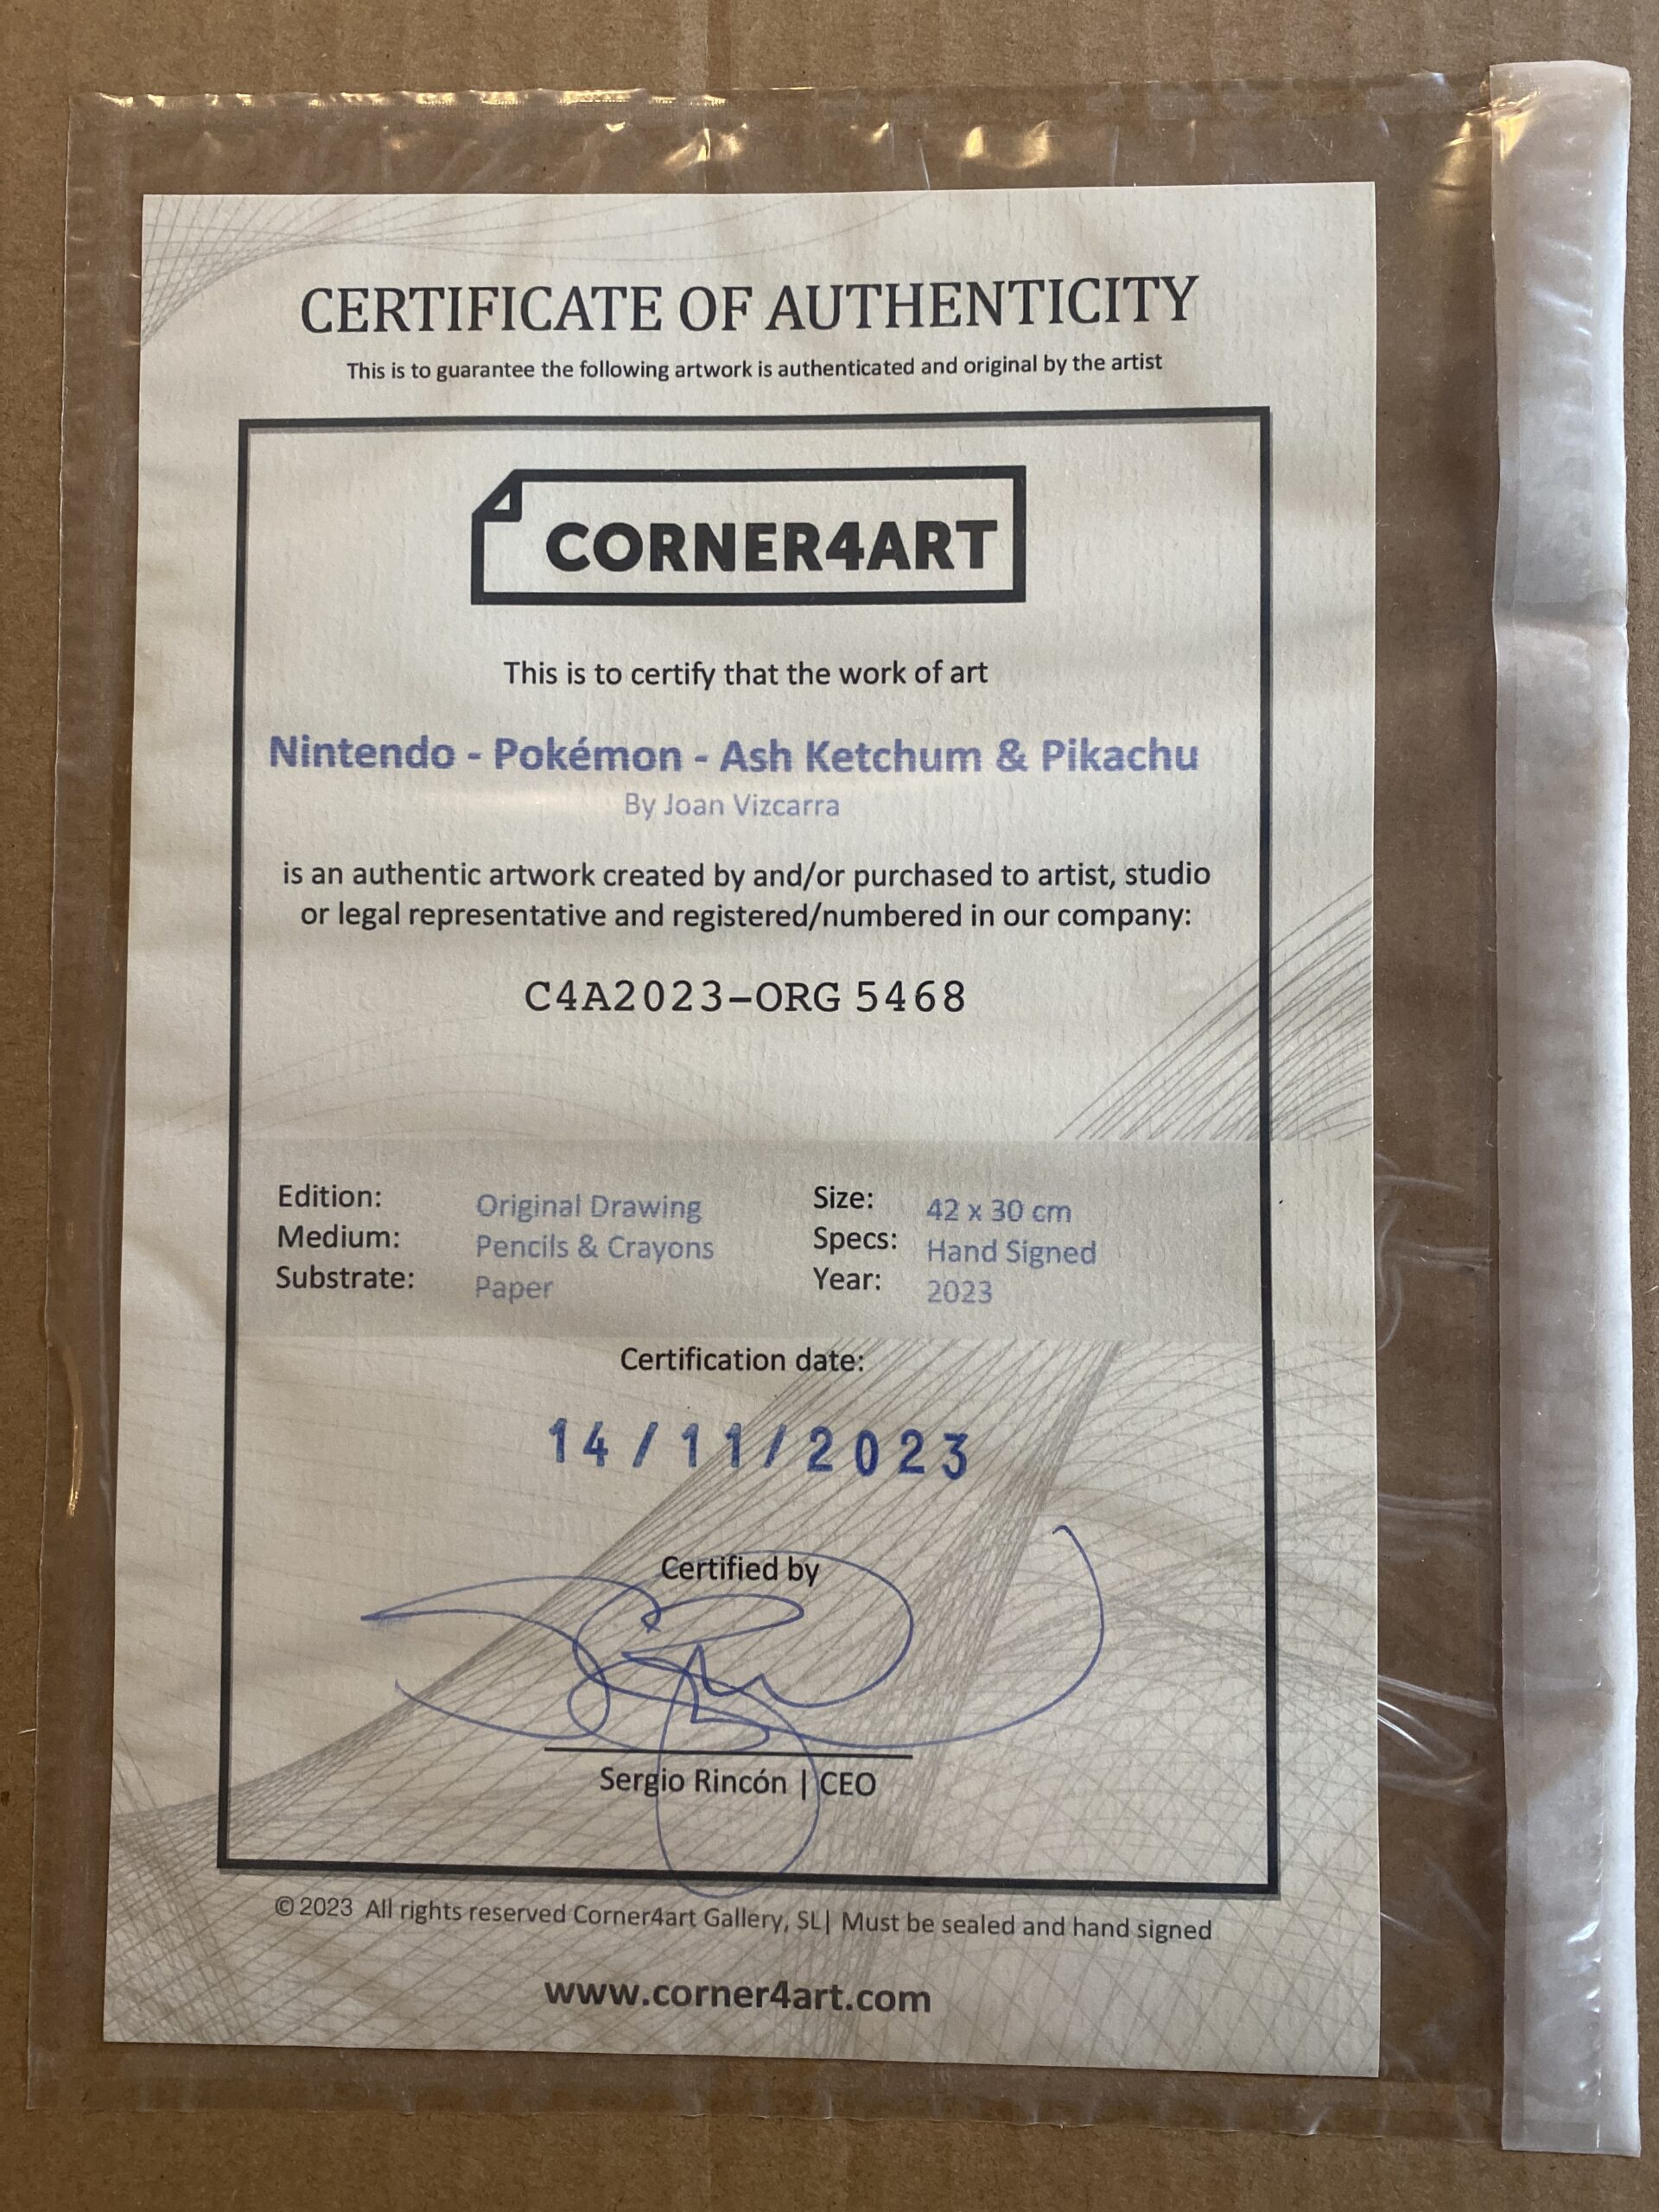 CERTIFICATE OF AUTHENTICITY
This is to guarantee the following artwork is authenticated and original by the artist
CORNER4ART
This is to certify that the work of art
Nintendo - Pokémon - Ash Ketchum & Pikachu
By Joan Vizcarra
is an authentic artwork created by and/or purchased to artist, studio
or legal representative and registered/numbered in our company:
C4A2023-ORG 5468
Edition: Original Drawing Size: 42 x 30 cm
Medium: Pencils & Crayons Specs: Hand Signed
Substrate: Paper Year: 2023
Certification date:
14/11/2023
Certified by
Sergio Rincón | CEO
© 2023 All rights reserved Corner4art Gallery, SL| Must be sealed and hand signed
www.corner4art.com